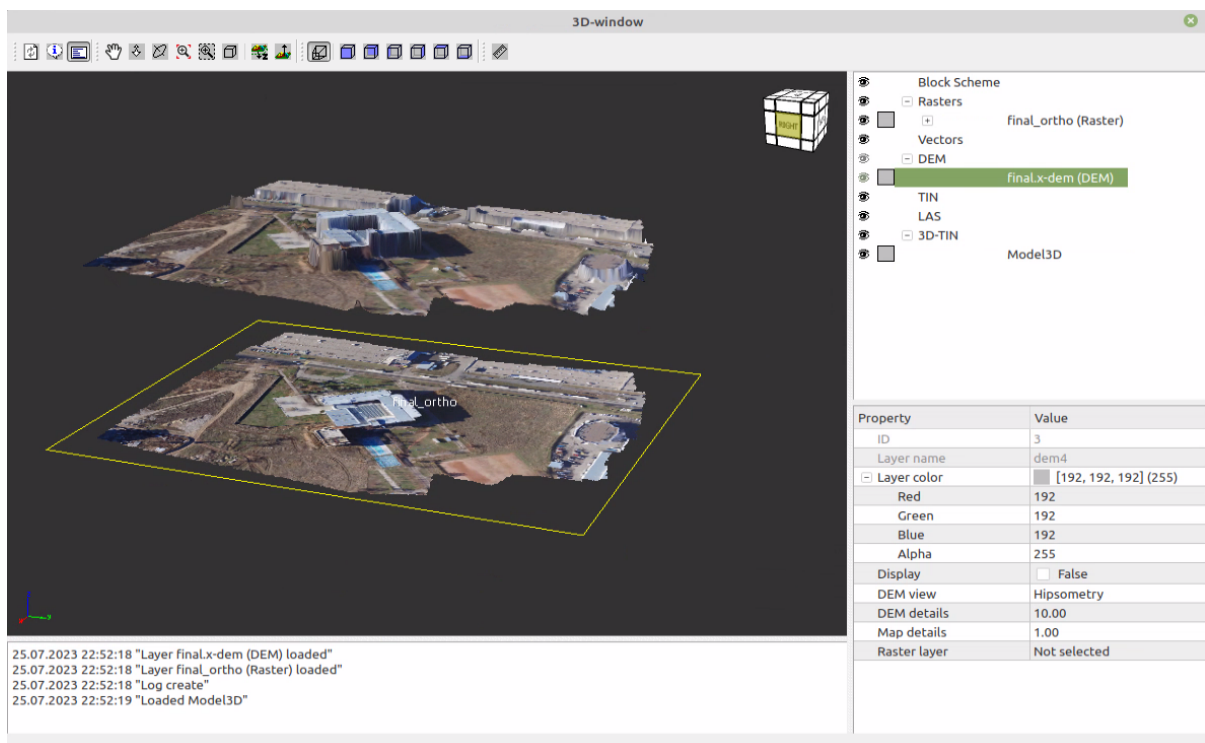 3D-window
RIGHT
final_ortho
Block Scheme
Rasters
final_ortho (Raster)
Vectors
DEM
final.x-dem (DEM)
TIN
LAS
3D-TIN
Model3D
Property Value
ID 3
Layer name dem4
Layer color [192, 192, 192] (255)
Red 192
Green 192
Blue 192
Alpha 255
Display False
DEM view Hipsometry
DEM details 10.00
Map details 1.00
Raster layer Not selected
25.07.2023 22:52:18 "Layer final.x-dem (DEM) loaded"
25.07.2023 22:52:18 "Layer final_ortho (Raster) loaded"
25.07.2023 22:52:18 "Log create"
25.07.2023 22:52:19 "Loaded Model3D"